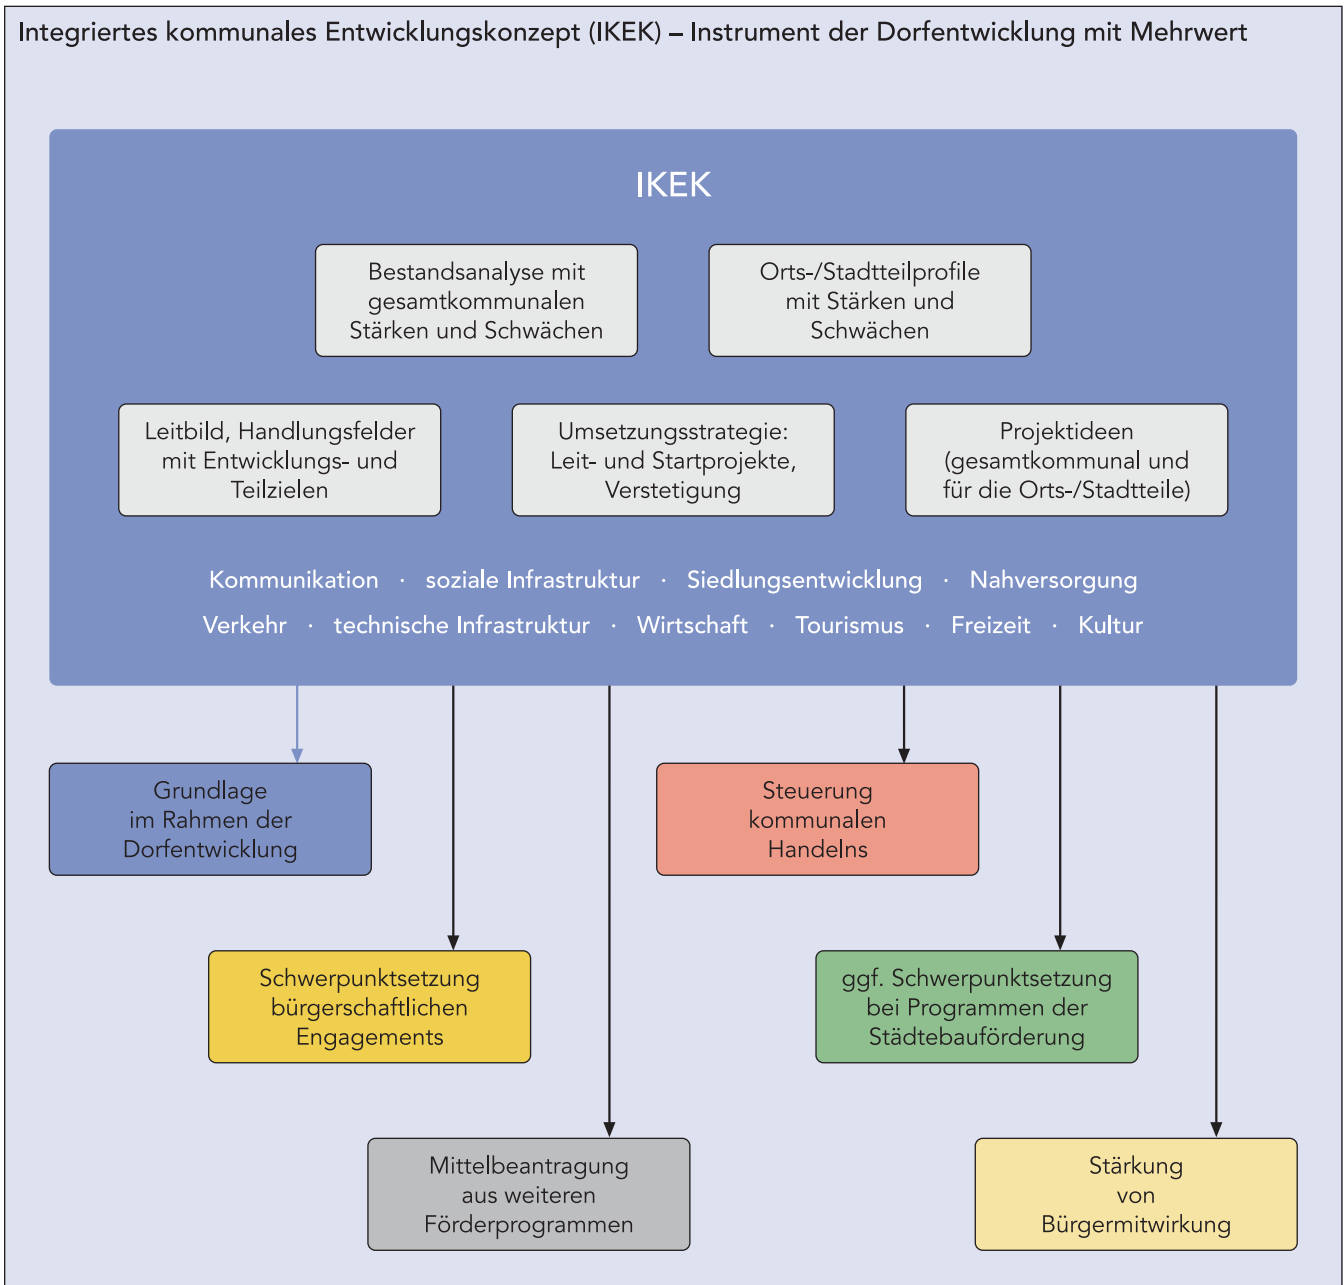 Integriertes kommunales Entwicklungskonzept (IKEK) – Instrument der Dorfentwicklung mit Mehrwert
IKEK
Bestandsanalyse mit
gesamtkommunalen
Stärken und Schwächen
Orts-/Stadtteilprofile
mit Stärken und
Schwächen
Leitbild, Handlungsfelder
mit Entwicklungs- und
Teilzielen
Umsetzungsstrategie:
Leit- und Startprojekte,
Verstetigung
Projektideen
(gesamtkommunal und
für die Orts-/Stadtteile)
Kommunikation · soziale Infrastruktur · Siedlungsentwicklung · Nahversorgung
Verkehr · technische Infrastruktur · Wirtschaft · Tourismus · Freizeit · Kultur
Grundlage
im Rahmen der
Dorfentwicklung
Steuerung
kommunalen
Handelns
Schwerpunktsetzung
bürgerschaftlichen
Engagements
ggf. Schwerpunktsetzung
bei Programmen der
Städtebauförderung
Mittelbeantragung
aus weiteren
Förderprogrammen
Stärkung
von
Bürgermitwirkung